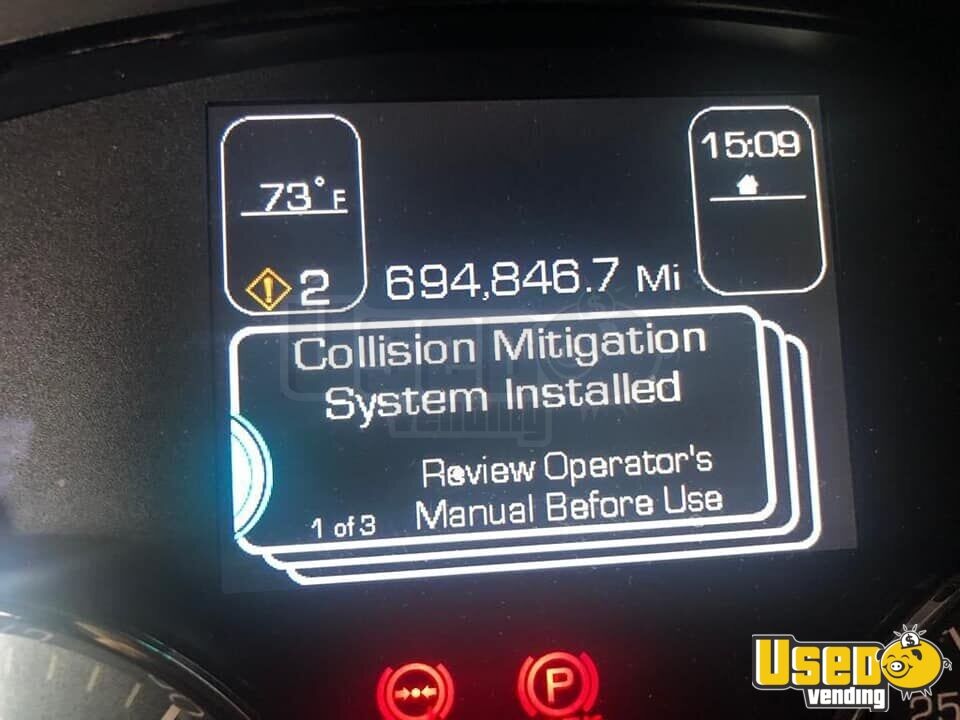 15:09
73°F
2 694,846.7 Mi
Collision Mitigation
System Installed
Review Operator's
Manual Before Use
1 of 3
P
USED
vending
25